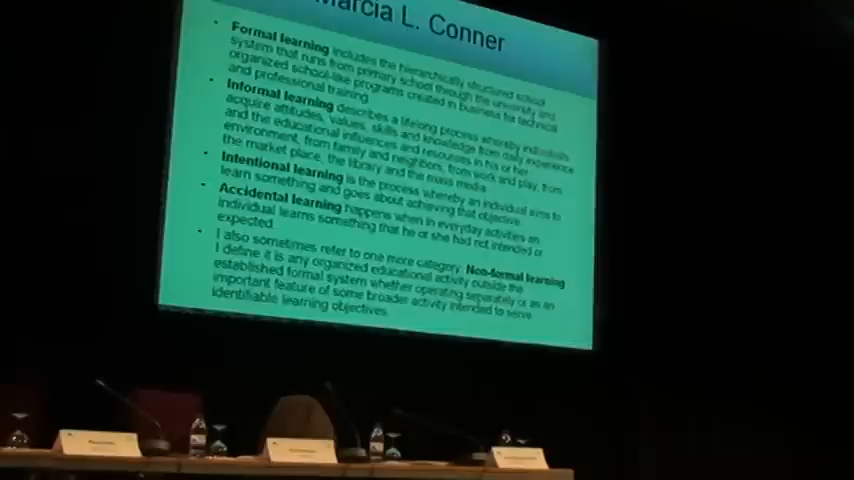 Marcia L. Conner
• Formal learning includes the hierarchically structured school
system that runs from primary school through the university and
organized school-like programs created in business for technical
and professional training.
• Informal learning describes a lifelong process whereby individuals
acquire attitudes, values, skills and knowledge from daily experience
and the educational influences and resources in his or her
environment, from family and neighbors, from work and play, from
the market place, the library and the mass media.
• Intentional learning is the process whereby an individual aims to
learn something and goes about achieving that objective.
• Accidental learning happens when in everyday activities an
individual learns something that he or she had not intended or
expected.
• I also sometimes refer to one more category, Non-formal learning
I define it is any organized educational activity outside the
established formal system whether operating separately or as an
important feature of some broader activity intended to serve
identifiable learning objectives.